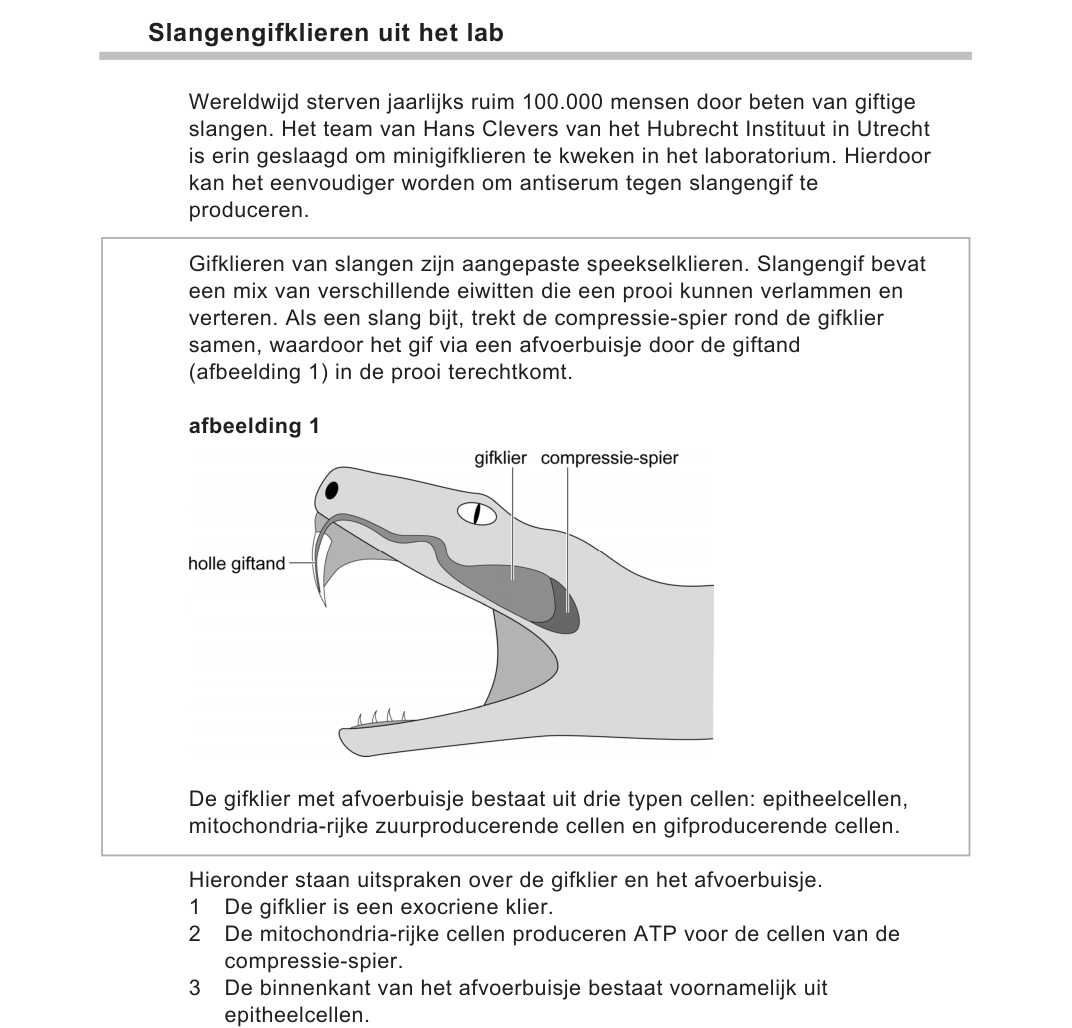 Slangengifklieren uit het lab
Wereldwijd sterven jaarlijks ruim 100.000 mensen door beten van giftige
slangen. Het team van Hans Clevers van het Hubrecht Instituut in Utrecht
is erin geslaagd om minigifklieren te kweken in het laboratorium. Hierdoor
kan het eenvoudiger worden om antiserum tegen slangengif te
produceren.
Gifklieren van slangen zijn aangepaste speekselklieren. Slangengif bevat
een mix van verschillende eiwitten die een prooi kunnen verlammen en
verteren. Als een slang bijt, trekt de compressie-spier rond de gifklier
samen, waardoor het gif via een afvoerbuisje door de giftand
(afbeelding 1) in de prooi terechtkomt.
afbeelding 1
gifklier compressie-spier
holle giftand
De gifklier met afvoerbuisje bestaat uit drie typen cellen: epitheelcellen,
mitochondria-rijke zuurproducerende cellen en gifproducerende cellen.
Hieronder staan uitspraken over de gifklier en het afvoerbuisje.
1 De gifklier is een exocriene klier.
2 De mitochondria-rijke cellen produceren ATP voor de cellen van de
compressie-spier.
3 De binnenkant van het afvoerbuisje bestaat voornamelijk uit
epitheelcellen.